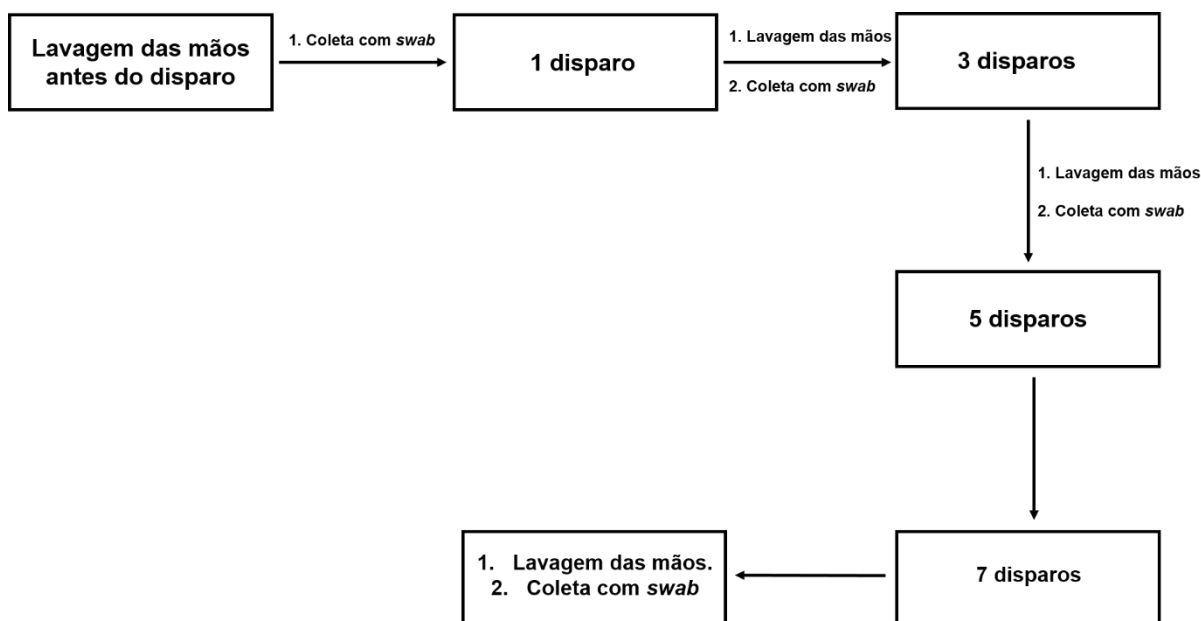 Lavagem das mãos
antes do disparo
1. Coleta com swab
1 disparo
1. Lavagem das mãos
2. Coleta com swab
3 disparos
1. Lavagem das mãos
2. Coleta com swab
5 disparos
7 disparos
1. Lavagem das mãos.
2. Coleta com swab